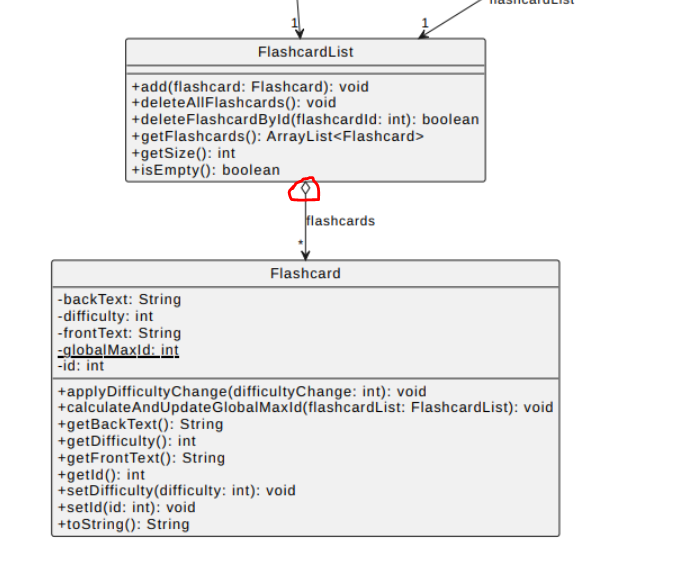 flashcardList
1
1
FlashcardList
+add(flashcard: Flashcard): void
+deleteAllFlashcards(): void
+deleteFlashcardById(flashcardId: int): boolean
+getFlashcards(): ArrayList<Flashcard>
+getSize(): int
+isEmpty(): boolean
flashcards
*
Flashcard
-backText: String
-difficulty: int
-frontText: String
-globalMaxId: int
-id: int
+applyDifficultyChange(difficultyChange: int): void
+calculateAndUpdateGlobalMaxId(flashcardList: FlashcardList): void
+getBackText(): String
+getDifficulty(): int
+getFrontText(): String
+getId(): int
+setDifficulty(difficulty: int): void
+setId(id: int): void
+toString(): String